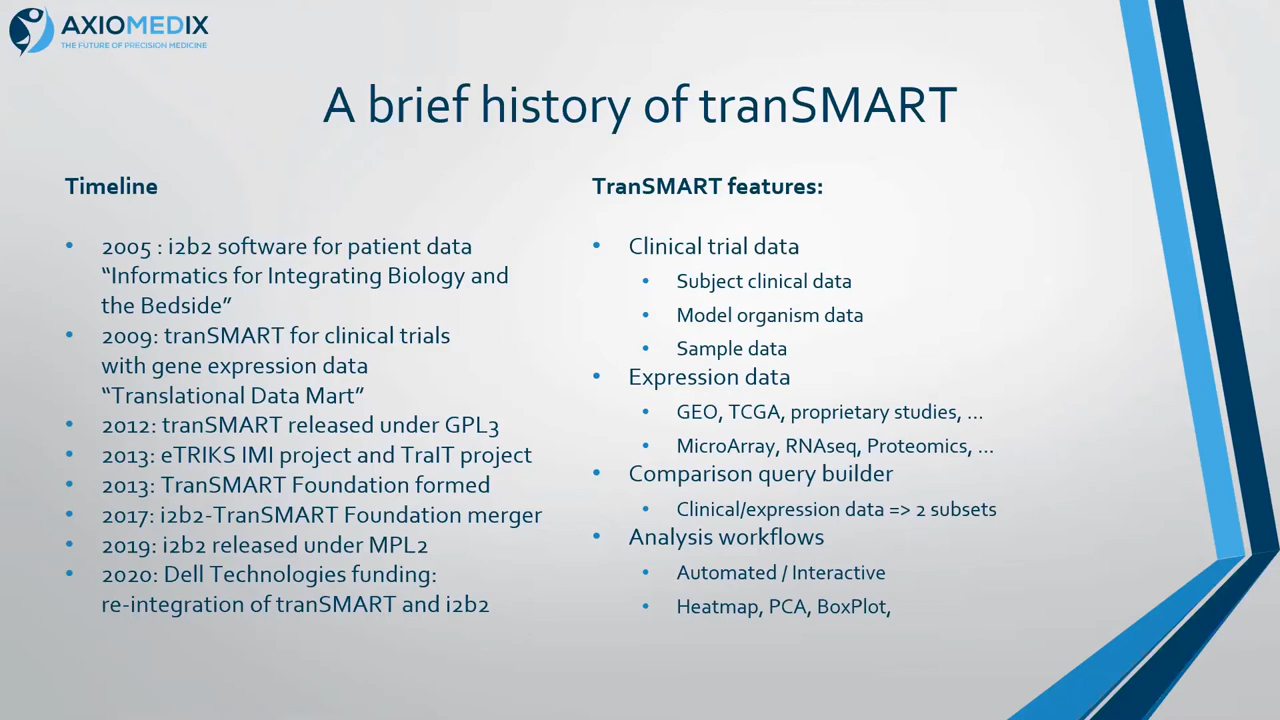 AXIOMEDIX
THE FUTURE OF PRECISION MEDICINE
A brief history of tranSMART
Timeline
• 2005 : i2b2 software for patient data
“Informatics for Integrating Biology and
the Bedside”
• 2009: tranSMART for clinical trials
with gene expression data
“Translational Data Mart”
• 2012: tranSMART released under GPL3
• 2013: eTRIKS IMI project and TraIT project
• 2013: TranSMART Foundation formed
• 2017: i2b2-TranSMART Foundation merger
• 2019: i2b2 released under MPL2
• 2020: Dell Technologies funding:
re-integration of tranSMART and i2b2
TranSMART features:
• Clinical trial data
• Subject clinical data
• Model organism data
• Sample data
• Expression data
• GEO, TCGA, proprietary studies, ...
• MicroArray, RNAseq, Proteomics, ...
• Comparison query builder
• Clinical/expression data => 2 subsets
• Analysis workflows
• Automated / Interactive
• Heatmap, PCA, BoxPlot,